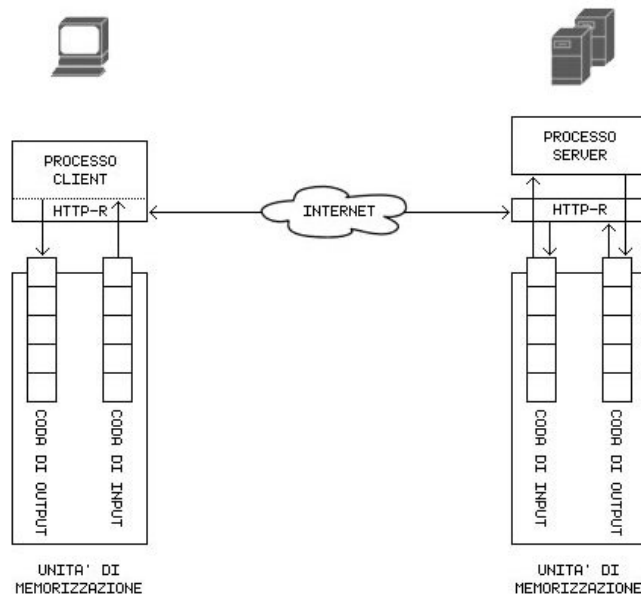 PROCESSO
CLIENT
HTTP-R
INTERNET
PROCESSO
SERVER
HTTP-R
CODA DI OUTPUT
CODA DI INPUT
CODA DI INPUT
CODA DI OUTPUT
UNITA' DI
MEMORIZZAZIONE
UNITA' DI
MEMORIZZAZIONE